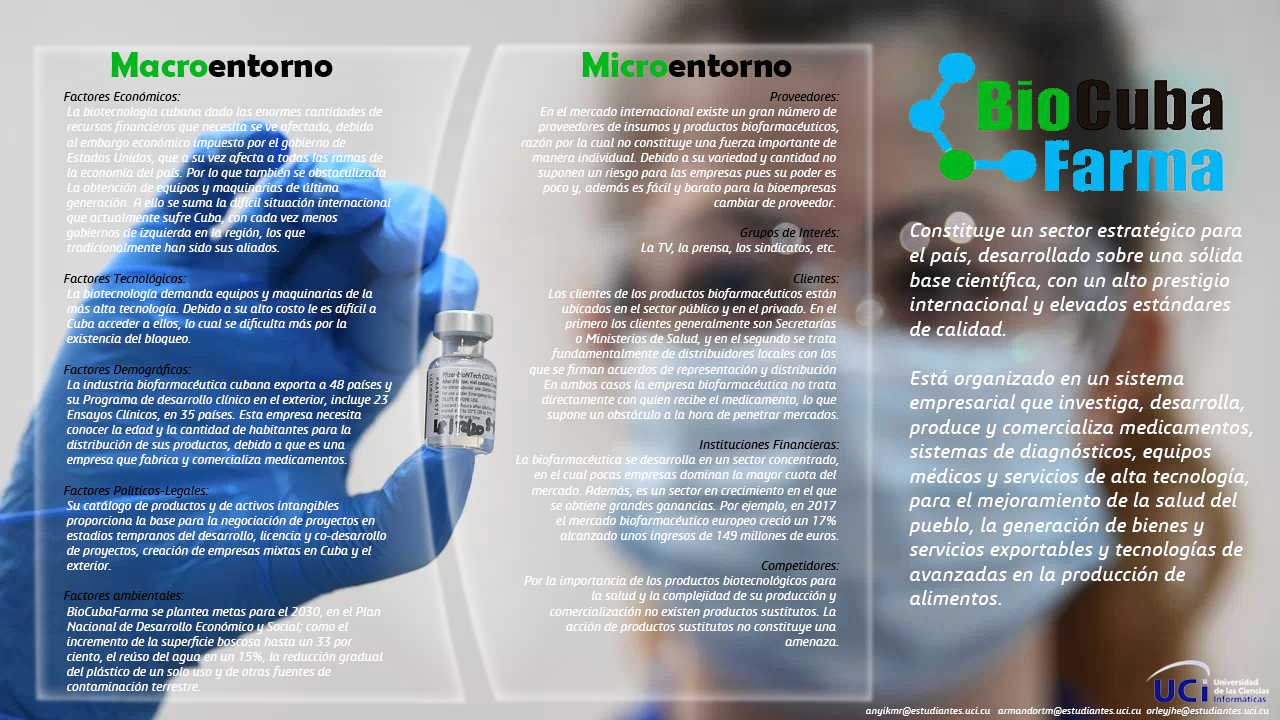 Macroentorno
Factores Económicos:
La biotecnología cubana dado las enormes cantidades de
recursos financieros que necesita se ve afectada, debido
al embargo económico impuesto por el gobierno de
Estados Unidos, que a su vez afecta a todas las ramas de
la economía del país. Por lo que también se obstaculizada
La obtención de equipos y maquinarias de última
generación. A ello se suma la difícil situación internacional
que actualmente sufre Cuba, con cada vez menos
gobiernos de izquierda en la región, los que
tradicionalmente han sido sus aliados.
Factores Tecnológicos:
La biotecnología demanda equipos y maquinarias de la
más alta tecnología. Debido a su alto costo le es difícil a
Cuba acceder a ellos, lo cual se dificulta más por la
existencia del bloqueo.
Factores Demográficos:
La industria biofarmacéutica cubana exporta a 48 países y
su Programa de desarrollo clínico en el exterior, incluye 23
Ensayos Clínicos, en 35 países. Esta empresa necesita
conocer la edad y la cantidad de habitantes para la
distribución de sus productos, debido a que es una
empresa que fabrica y comercializa medicamentos.
Factores Políticos-Legales:
Su catálogo de productos y de activos intangibles
proporciona la base para la negociación de proyectos en
estadios tempranos del desarrollo, licencia y co-desarrollo
de proyectos, creación de empresas mixtas en Cuba y el
exterior.
Factores ambientales:
BioCubaFarma se plantea metas para el 2030, en el Plan
Nacional de Desarrollo Económico y Social; como el
incremento de la superficie boscosa hasta un 33 por
ciento, el reúso del agua en un 15%, la reducción gradual
del plástico de un solo uso y de otras fuentes de
contaminación terrestre.
Microentorno
Proveedores:
En el mercado internacional existe un gran número de
proveedores de insumos y productos biofarmacéuticos,
razón por la cual no constituye una fuerza importante de
manera individual. Debido a su variedad y cantidad no
suponen un riesgo para las empresas pues su poder es
poco y, además es fácil y barato para la bioempresas
cambiar de proveedor.
Grupos de Interés:
La TV, la prensa, los sindicatos, etc.
Clientes:
Los clientes de los productos biofarmacéuticos están
ubicados en el sector público y en el privado. En el
primero los clientes generalmente son Secretarías
o Ministerios de Salud, y en el segundo se trata
fundamentalmente de distribuidores locales con los
que se firman acuerdos de representación y distribución
En ambos casos la empresa biofarmacéutica no trata
directamente con quien recibe el medicamento, lo que
supone un obstáculo a la hora de penetrar mercados.
Instituciones Financieras:
La biofarmacéutica se desarrolla en un sector concentrado,
en el cual pocas empresas dominan la mayor cuota del
mercado. Además, es un sector en crecimiento en el que
se obtiene grandes ganancias. Por ejemplo, en 2017
el mercado biofarmacéutico europeo creció un 17%
alcanzado unos ingresos de 149 millones de euros.
Competidores:
Por la importancia de los productos biotecnológicos para
la salud y la complejidad de su producción y
comercialización no existen productos sustitutos. La
acción de productos sustitutos no constituye una
amenaza.
BioCuba
Farma
Constituye un sector estratégico para
el país, desarrollado sobre una sólida
base científica, con un alto prestigio
internacional y elevados estándares
de calidad.
Está organizado en un sistema
empresarial que investiga, desarrolla,
produce y comercializa medicamentos,
sistemas de diagnósticos, equipos
médicos y servicios de alta tecnología,
para el mejoramiento de la salud del
pueblo, la generación de bienes y
servicios exportables y tecnologías de
avanzadas en la producción de
alimentos.
UCi Universidad
de las Ciencias
Informáticas
anyikmr@estudiantes.uci.cu armandortm@estudiantes.uci.cu orleyjhe@estudiantes.uci.cu